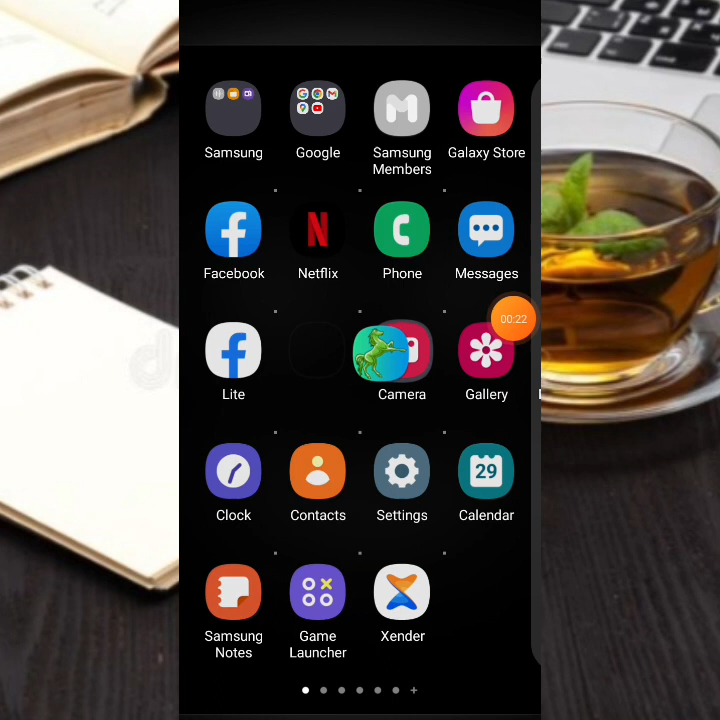 Samsung
Google
Samsung
Members
Galaxy Store
Facebook
Netflix
Phone
Messages
00:22
Lite
Camera
Gallery
Clock
Contacts
29
Settings
Calendar
Samsung
Notes
Game
Launcher
Xender